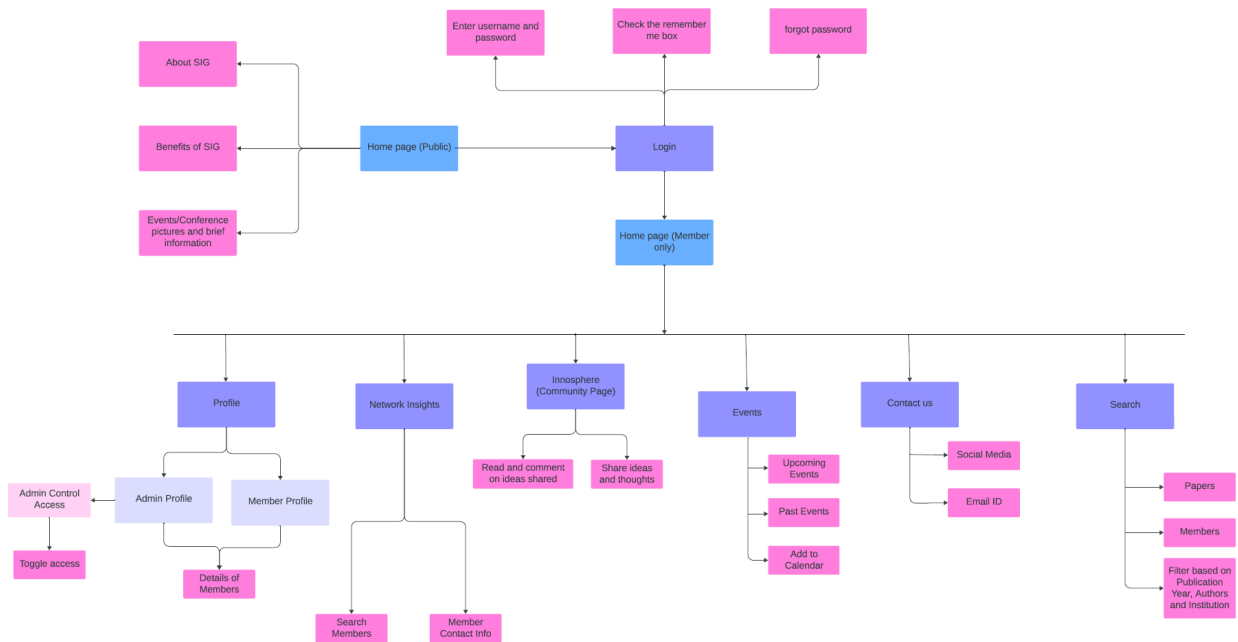 Enter username and
password
Check the remember
me box
forgot password
About SIG
Benefits of SIG
Home page (Public)
Login
Events/Conference
pictures and brief
information
Home page (Member
only)
Profile
Network Insights
Innosphere
(Community Page)
Events
Contact us
Search
Admin Control
Access
Admin Profile
Member Profile
Read and comment
on ideas shared
Share ideas
and thoughts
Upcoming
Events
Social Media
Papers
Past Events
Email ID
Members
Toggle access
Details of
Members
Add to
Calendar
Filter based on
Publication
Year, Authors
and Institution
Search
Members
Member
Contact Info